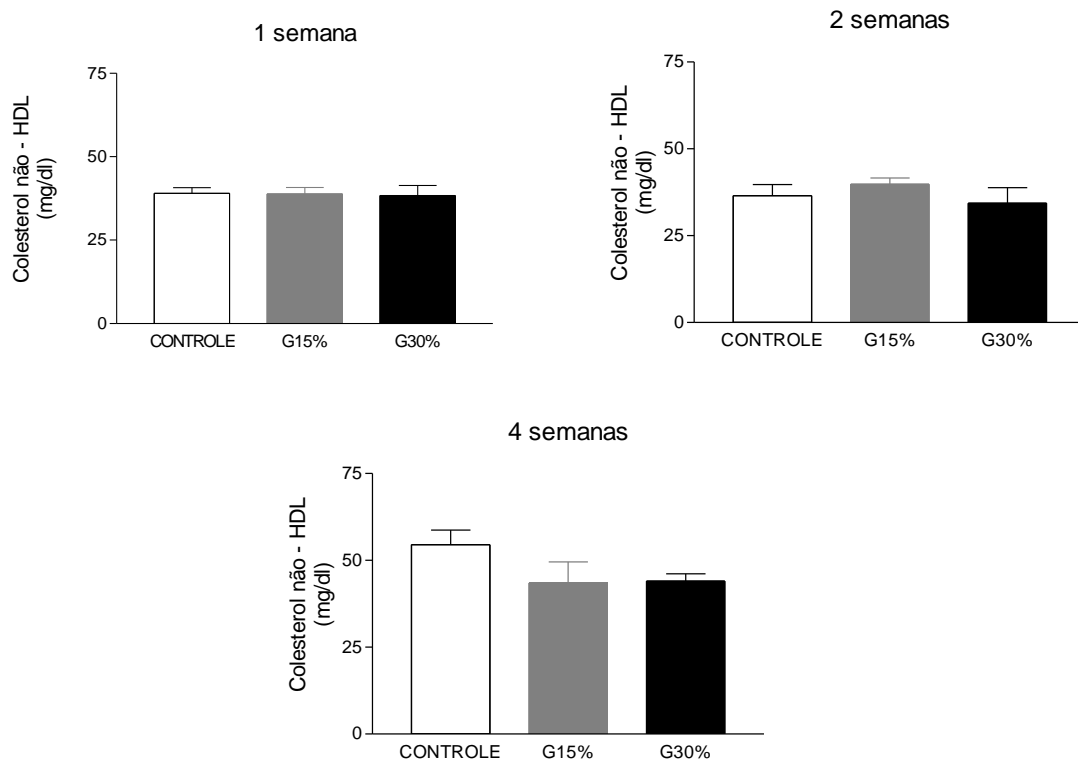 1 semana
75
50
25
0
Colesterol não - HDL
(mg/dl)
CONTROLE G15% G30%
2 semanas
75
50
25
0
Colesterol não - HDL
(mg/dl)
CONTROLE G15% G30%
4 semanas
75
50
25
0
Colesterol não - HDL
(mg/dl)
CONTROLE G15% G30%